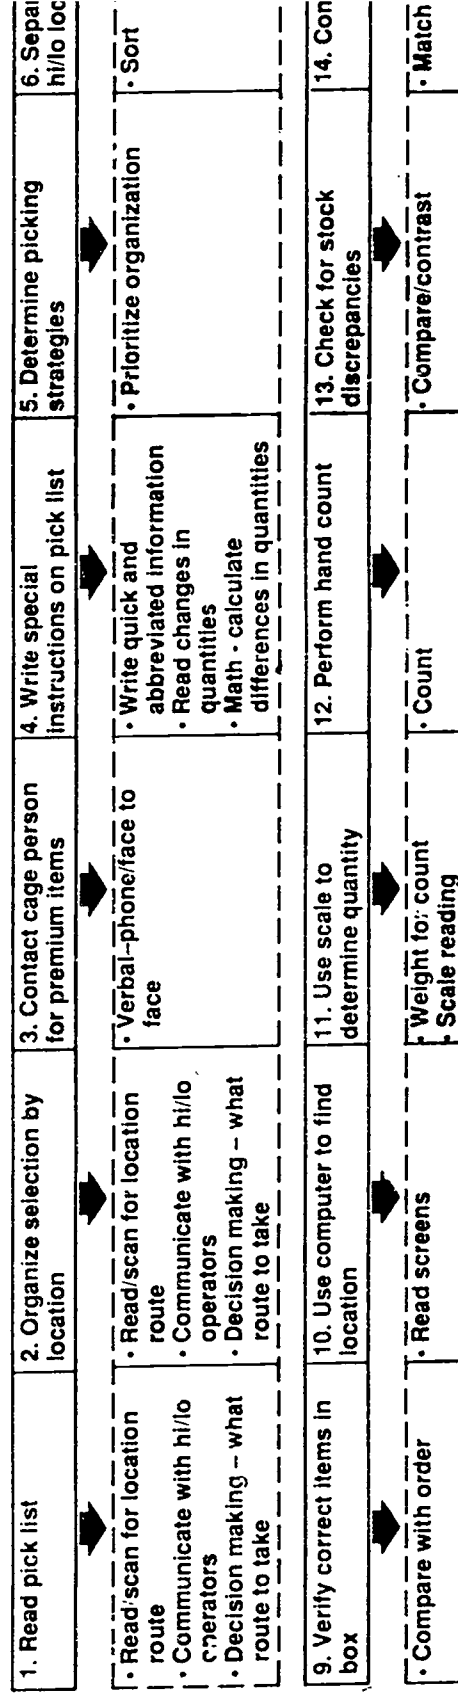 1. Read pick list
2. Organize selection by
location
3. Contact cage person
for premium items
4. Write special
instructions on pick list
5. Determine picking
strategies
6.
hi/lo
• Read/scan for location
route
• Communicate with hi/lo
operators
• Decision making – what
route to take
• Read/scan for location
route
• Communicate with hi/lo
operators
• Decision making – what
route to take
• Verbal--phone/face to
face
• Write quick and
abbreviated information
• Read changes in
quantities
• Math - calculate
differences in quantities
• Prioritize organization
• Sort
9. Verify correct items in
box
10. Use computer to find
location
11. Use scale to
determine quantity
12. Perform hand count
13. Check for stock
discrepancies
14.
• Compare with order
• Read screens
• Weight for count
• Scale reading
• Count
• Compare/contrast
• Match